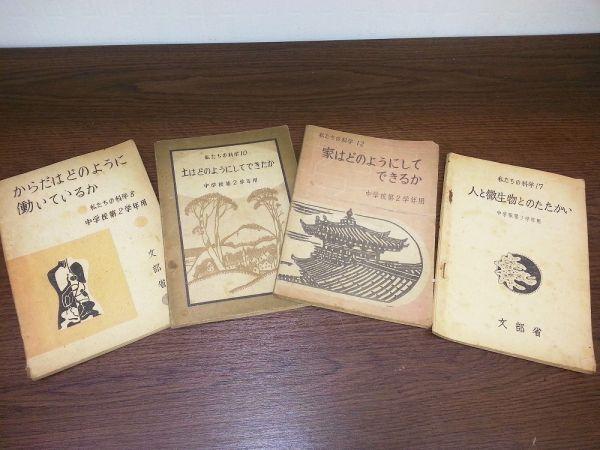 からだはどのように
働いているか
私たちの科学8
中学校第2学年用
文部省
私たちの科学10
土はどのようにしてできたか
中学校第2学年用
私たちの科学12
家はどのようにして
できるか
中学校第2学年用
私たちの科学17
人と微生物とのたたかい
中学校第3学年用
文部省